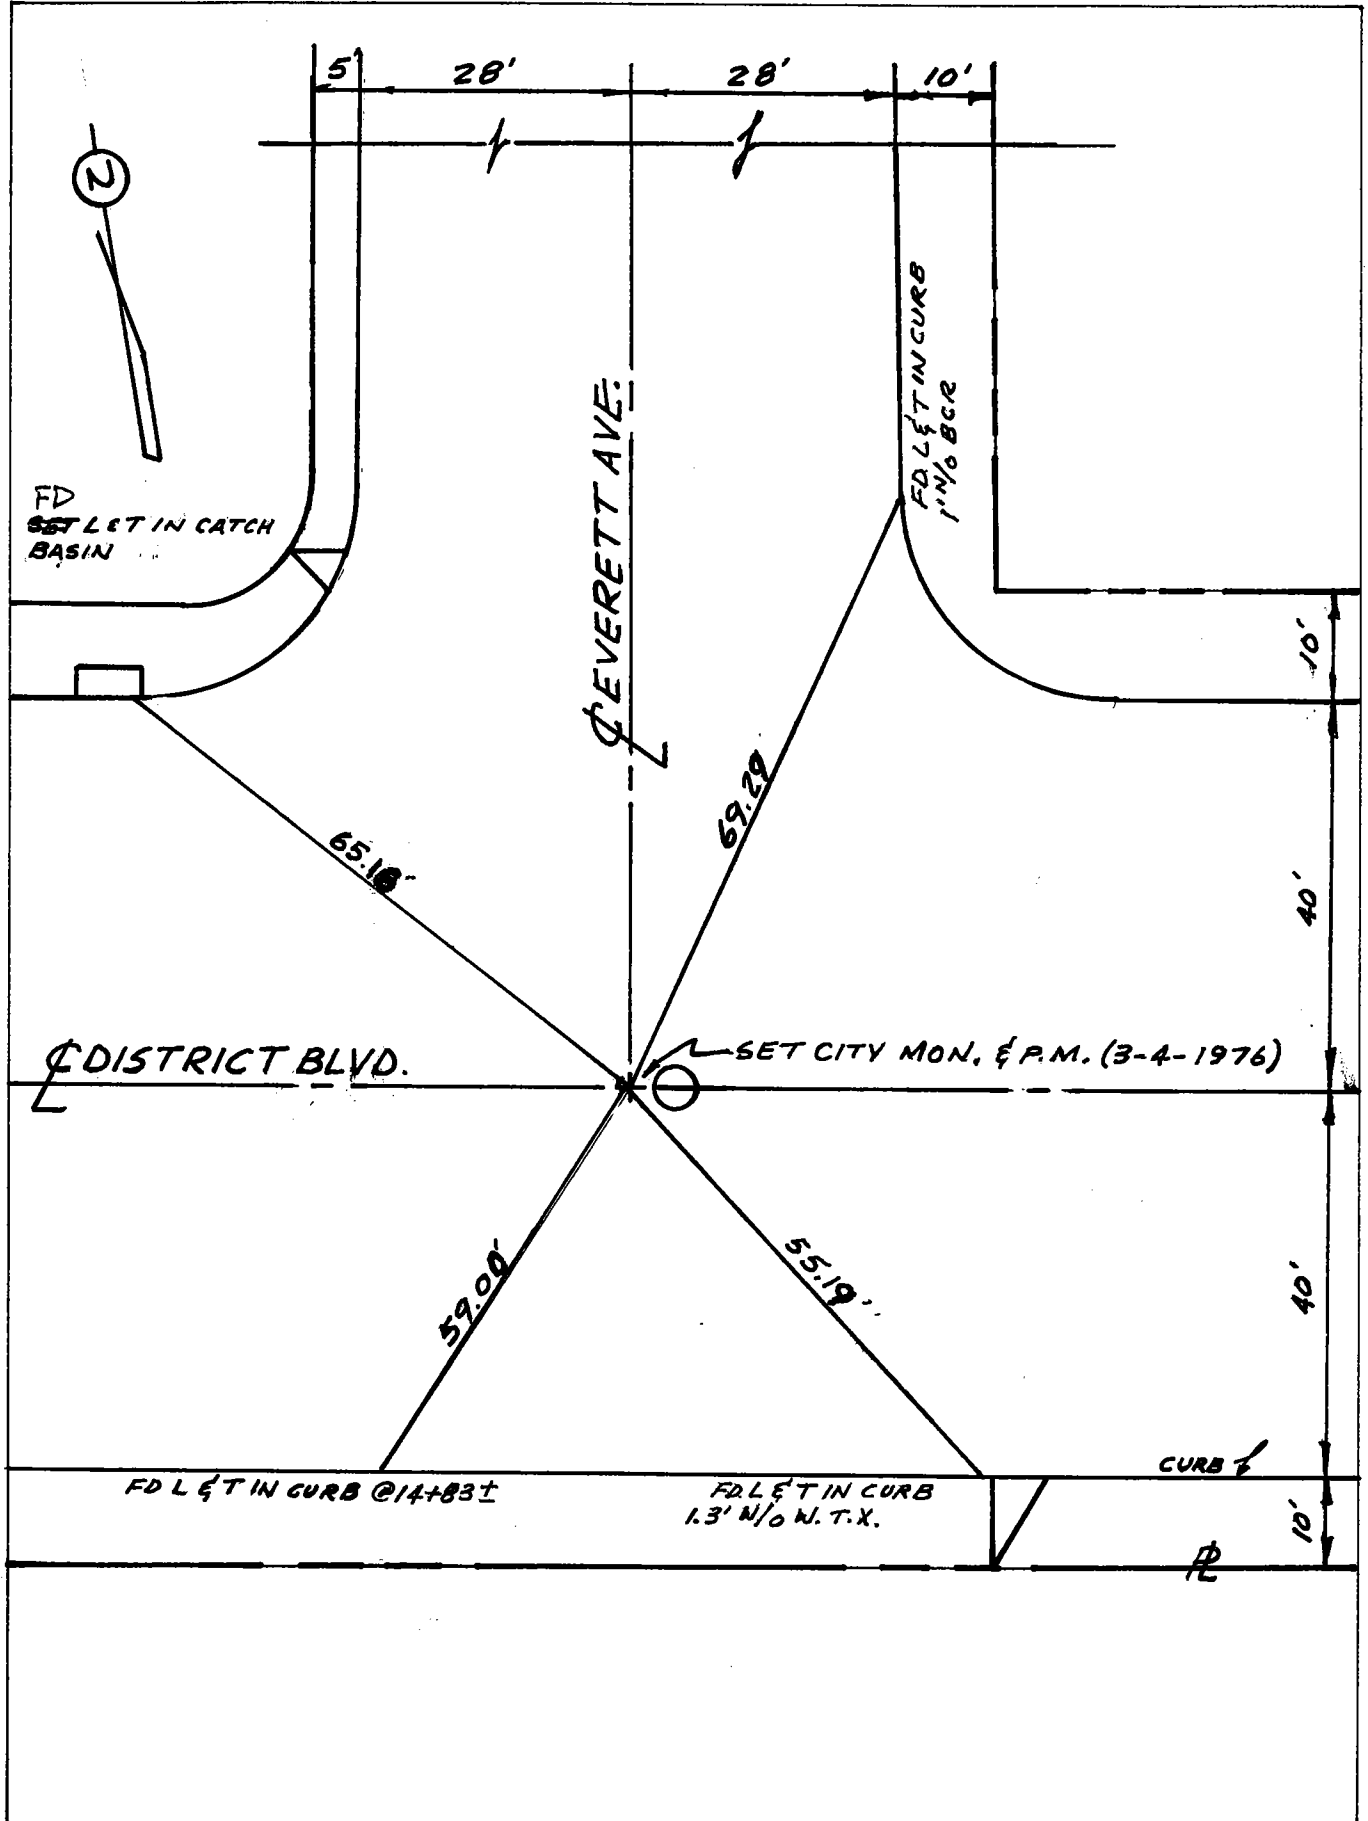 5'
28'
28'
10'
N
FD. L & T IN CURB
1' N/O BCR
℄ EVERETT AVE.
FD
SET L & T IN CATCH
BASIN
10'
69.29
65.18
40'
℄ DISTRICT BLVD.
SET CITY MON. & P.M. (3-4-1976)
59.00'
55.19'
40'
CURB
FD L & T IN CURB @14+83±
FD. L & T IN CURB
1.3' N/O W.T.X.
10'
PL